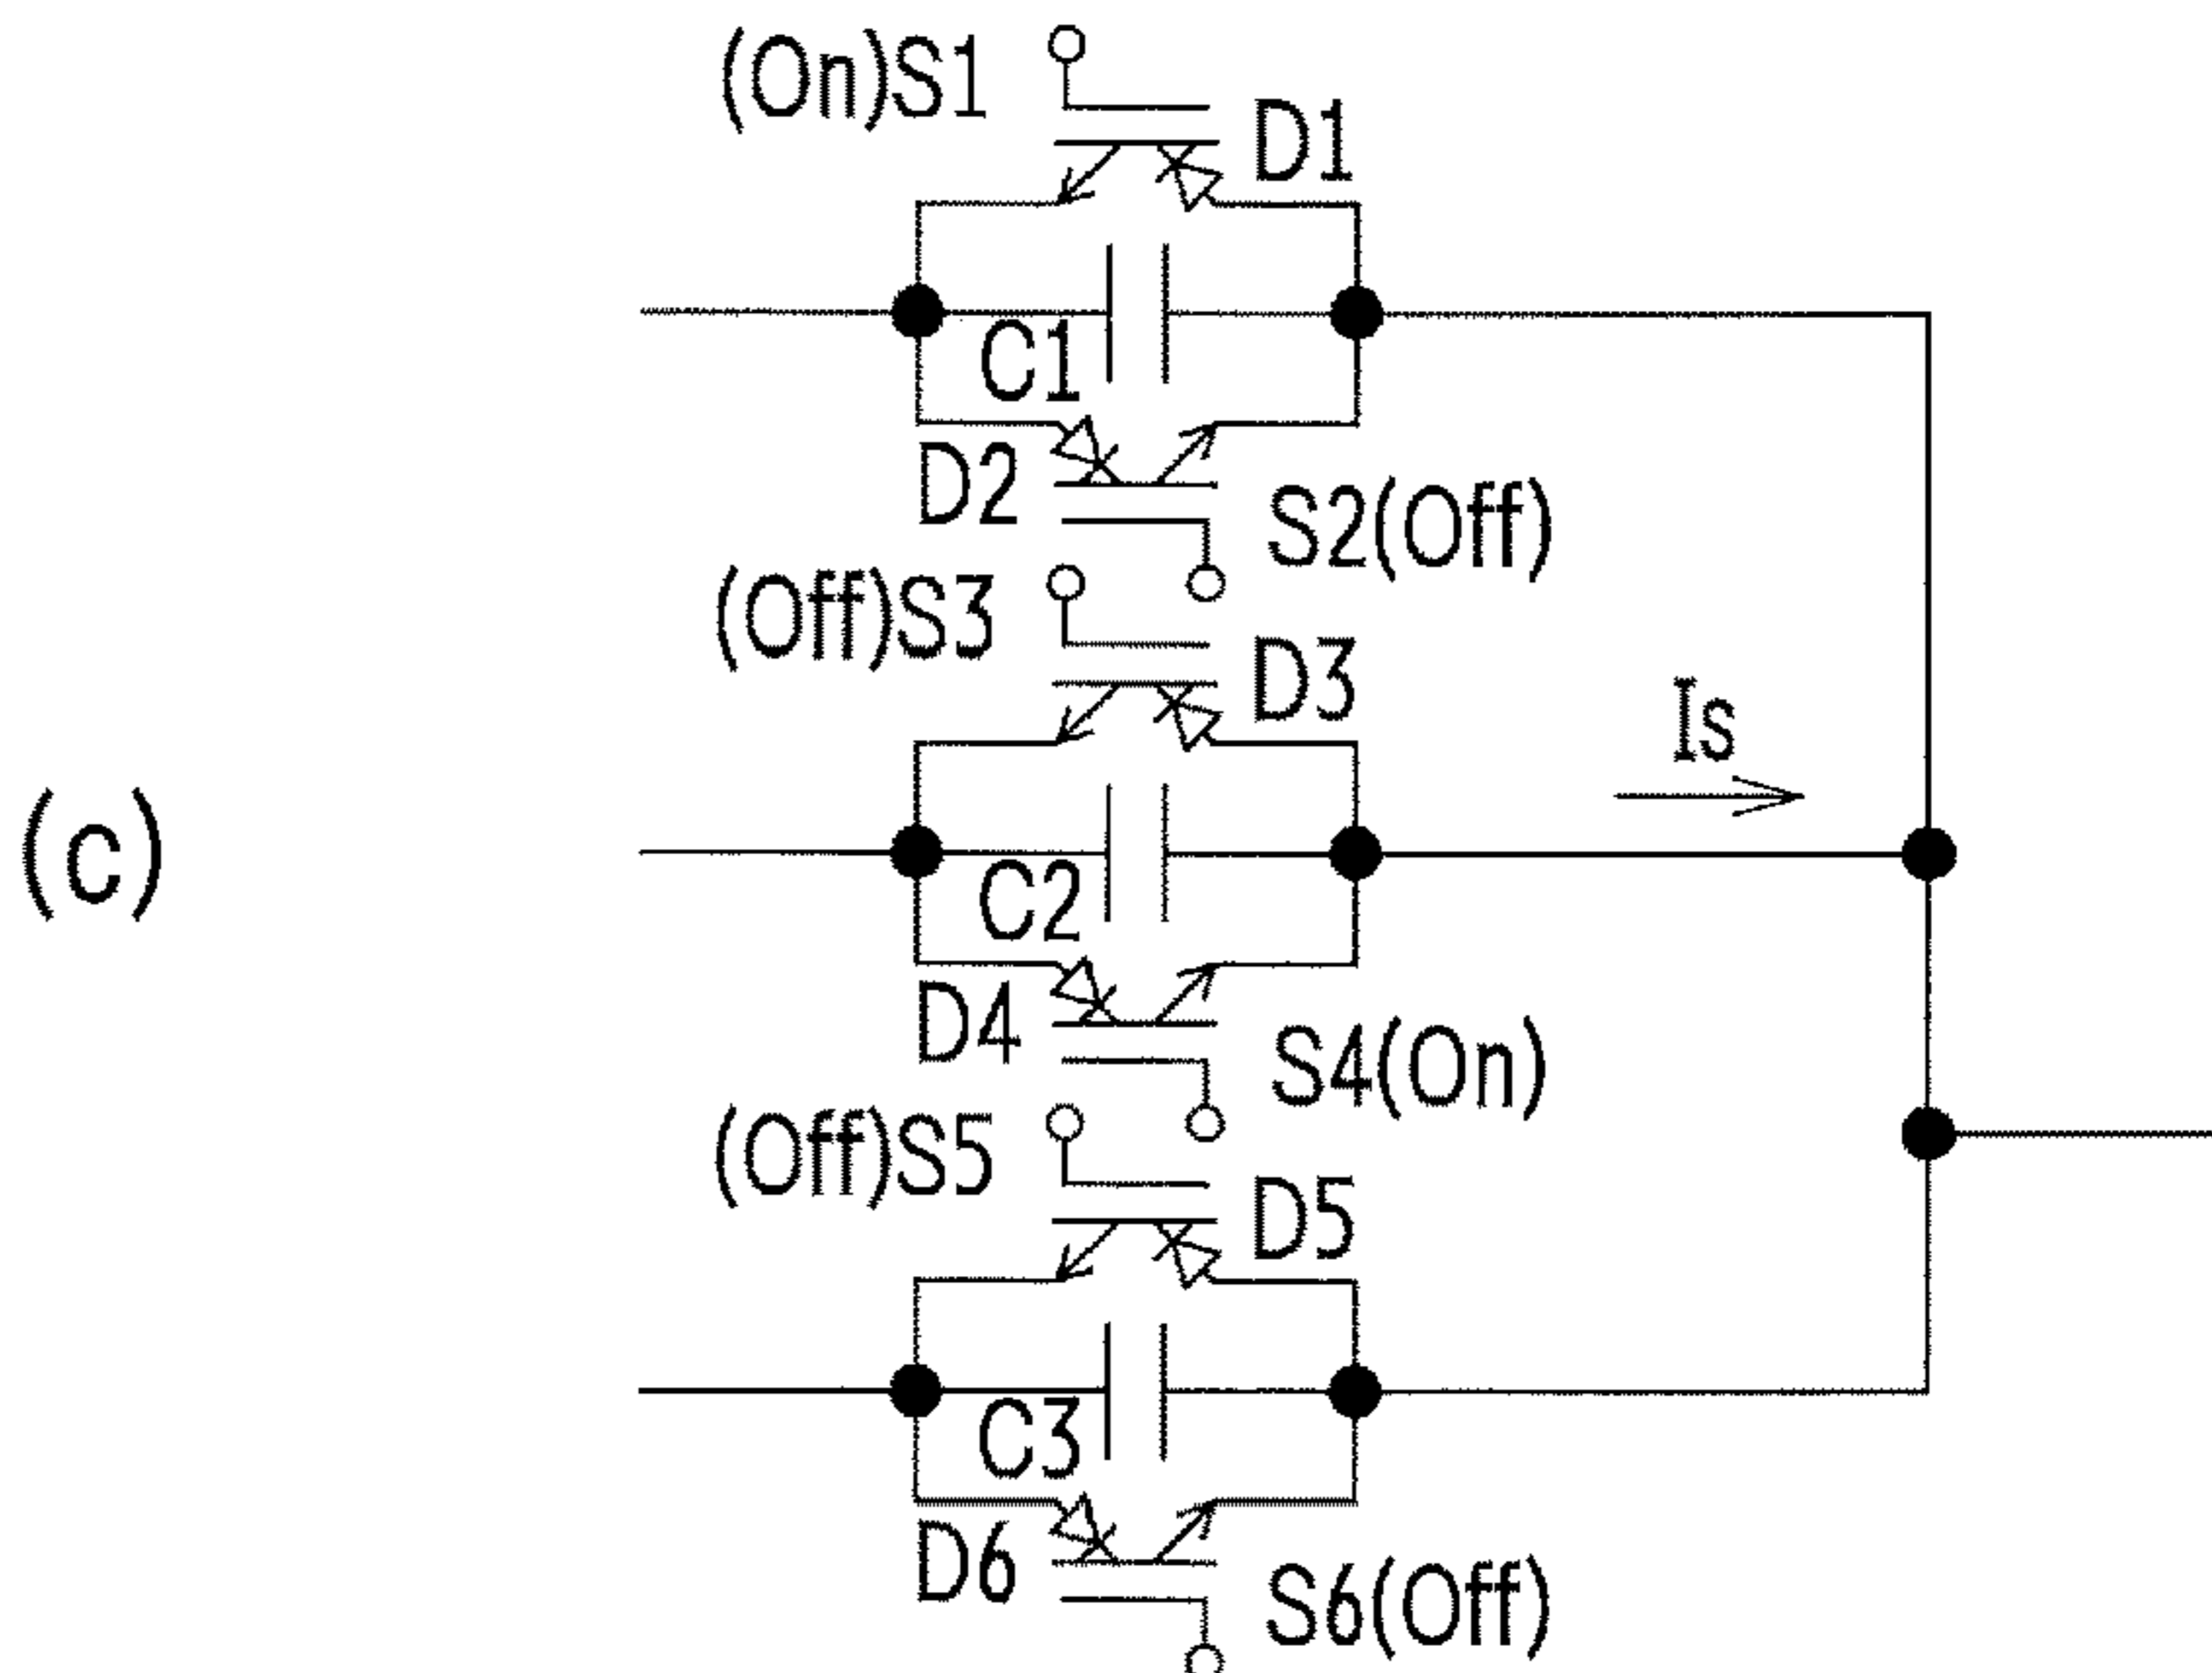 (On)S1
D1
C1
D2
S2(Off)
(Off)S3
D3
Is
(c)
C2
D4
S4(On)
(Off)S5
D5
C3
D6
S6(Off)